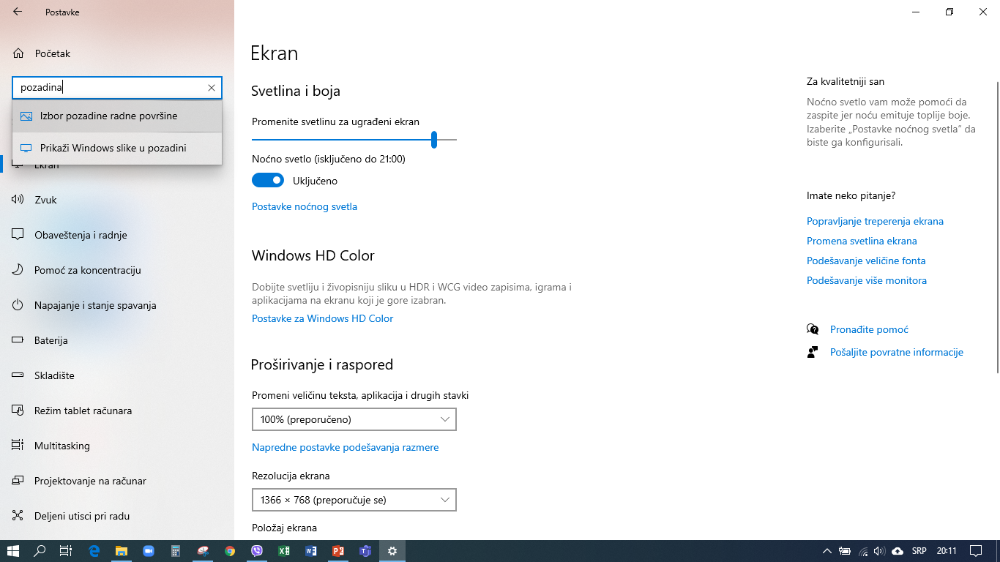 Postavke
Početak
pozadina
Izbor pozadine radne površine
Prikaži Windows slike u pozadini
Ekran
Zvuk
Obaveštenja i radnje
Pomoć za koncentraciju
Napajanje i stanje spavanja
Baterija
Skladište
Režim tablet računara
Multitasking
Projektovanje na računar
Deljeni utisci pri radu
Ekran
Svetlina i boja
Promenite svetlinu za ugrađeni ekran
Noćno svetlo (isključeno do 21:00)
Uključeno
Postavke noćnog svetla
Windows HD Color
Dobijte svetliju i živopisniju sliku u HDR i WCG video zapisima, igrama i
aplikacijama na ekranu koji je gore izabran.
Postavke za Windows HD Color
Proširivanje i raspored
Promeni veličinu teksta, aplikacija i drugih stavki
100% (preporučeno)
Napredne postavke podešavanja razmere
Rezolucija ekrana
1366 × 768 (preporučuje se)
Položaj ekrana
Za kvalitetniji san
Noćno svetlo vam može pomoći da
zaspite jer noću emituje toplije boje.
Izaberite „Postavke noćnog svetla“ da
biste ga konfigurisali.
Imate neko pitanje?
Popravljanje treperenja ekrana
Promena svetlina ekrana
Podešavanje veličine fonta
Podešavanje više monitora
Pronađite pomoć
Pošaljite povratne informacije
SRP
20:11